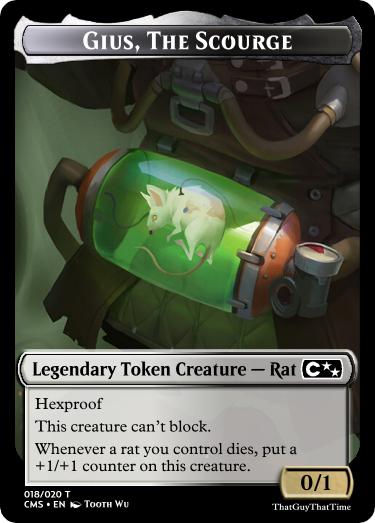 Gius, The Scourge
Legendary Token Creature — Rat
Hexproof
This creature can't block.
Whenever a rat you control dies, put a
+1/+1 counter on this creature.
0/1
018/020 T
CMS • EN Tooth Wu
ThatGuyThatTime